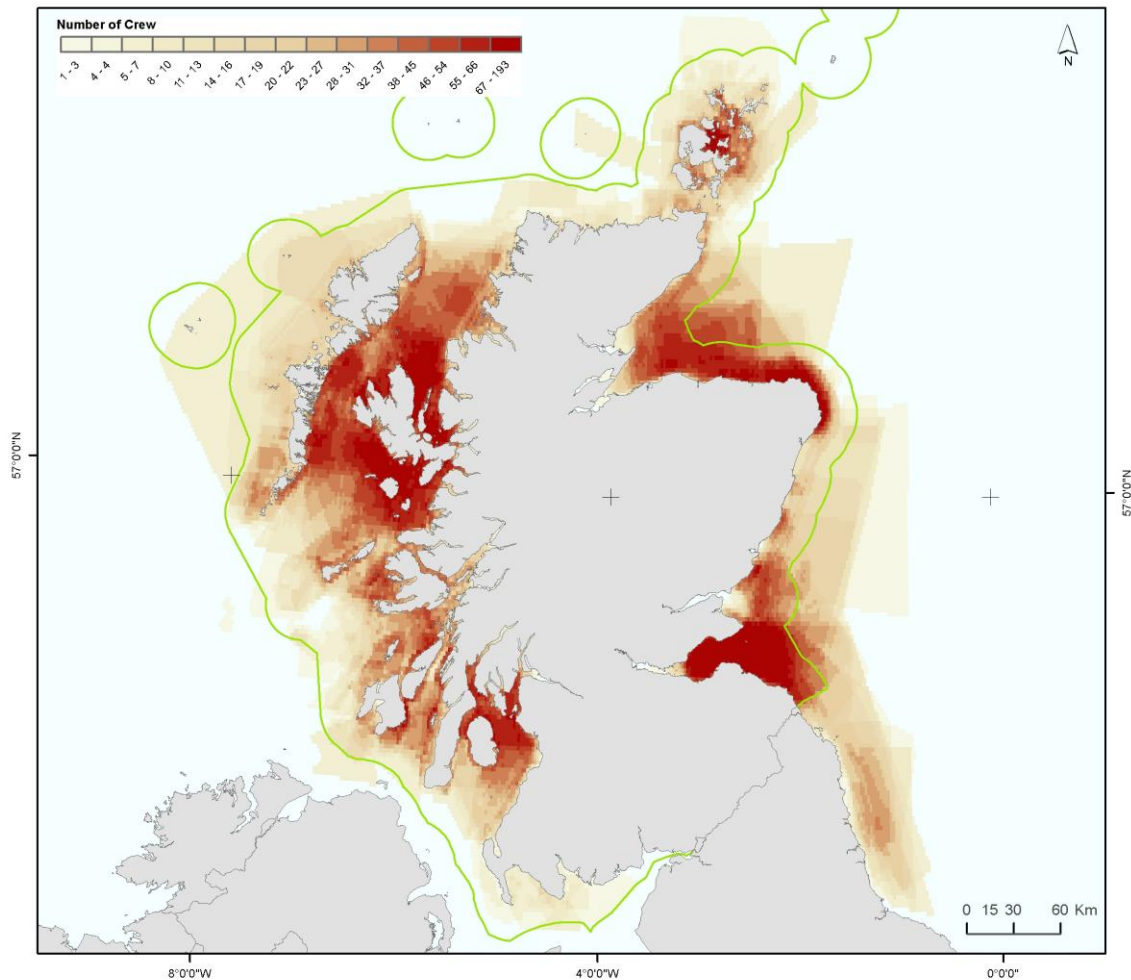 Number of Crew
1 - 3
4 - 4
5 - 7
8 - 10
11 - 13
14 - 16
17 - 19
20 - 22
23 - 27
28 - 31
32 - 37
38 - 45
46 - 54
55 - 66
67 - 193
N
57°0'0"N
57°0'0"N
0 15 30 60 Km
8°0'0"W
4°0'0"W
0°0'0"